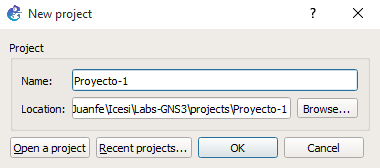 New project
?
Project
Name: Proyecto-1
Location: Juanfe\Icesi\Labs-GNS3\projects\Proyecto-1 Browse...
Open a project Recent projects... OK Cancel